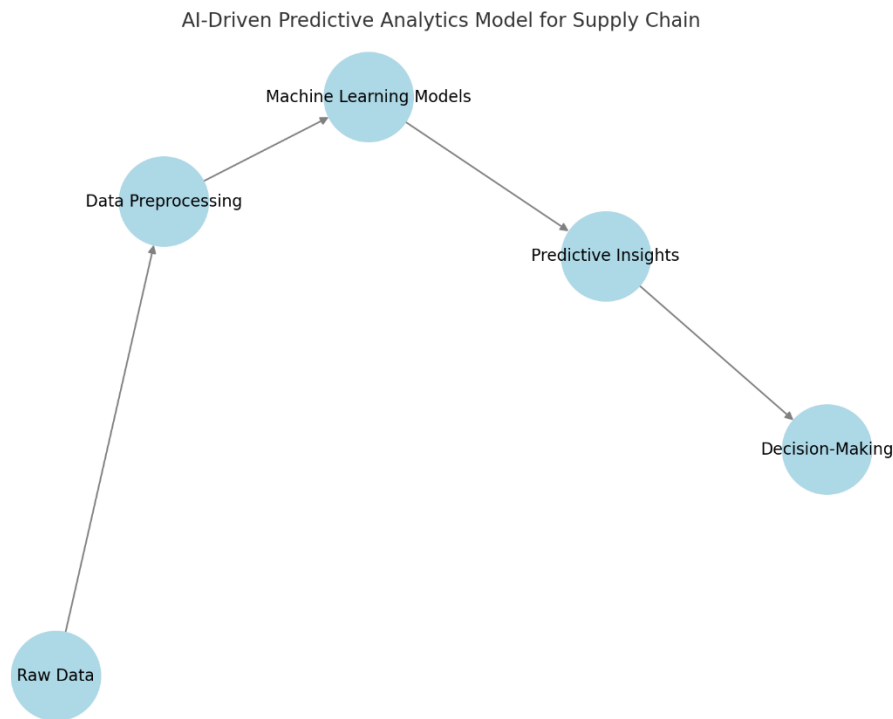 AI-Driven Predictive Analytics Model for Supply Chain
Machine Learning Models
Data Preprocessing
Predictive Insights
Decision-Making
Raw Data